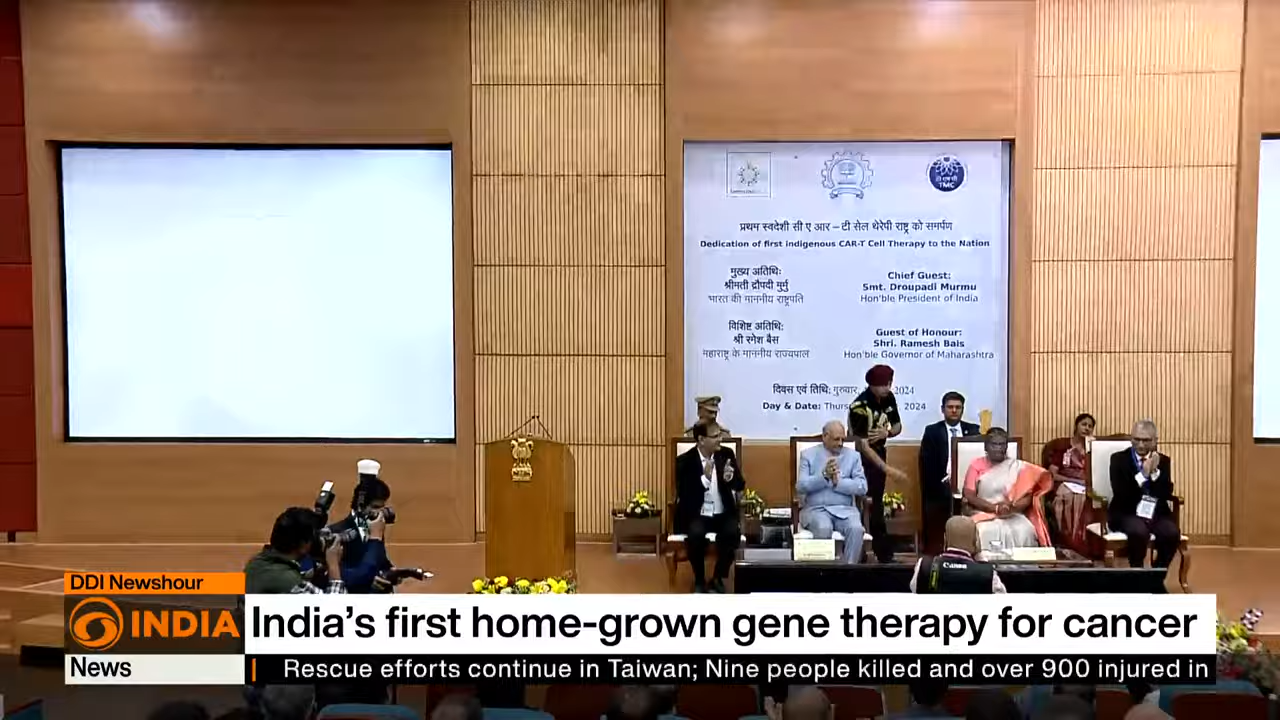 TMC
प्रथम स्वदेशी सी ए आर – टी सेल थेरेपी राष्ट्र को समर्पण
Dedication of first indigenous CAR-T Cell Therapy to the Nation
मुख्य अतिथि:
श्रीमती द्रौपदी मुर्मु
भारत की माननीय राष्ट्रपति
Chief Guest:
Smt. Droupadi Murmu
Hon'ble President of India
विशिष्ट अतिथि:
श्री रमेश बैस
महाराष्ट्र के माननीय राज्यपाल
Guest of Honour:
Shri. Ramesh Bais
Hon'ble Governor of Maharashtra
दिवस एवं तिथि: गुरुवार, 2024
Day & Date: 2024
Canon
DDI Newshour
INDIA
India's first home-grown gene therapy for cancer
News
Rescue efforts continue in Taiwan; Nine people killed and over 900 injured in